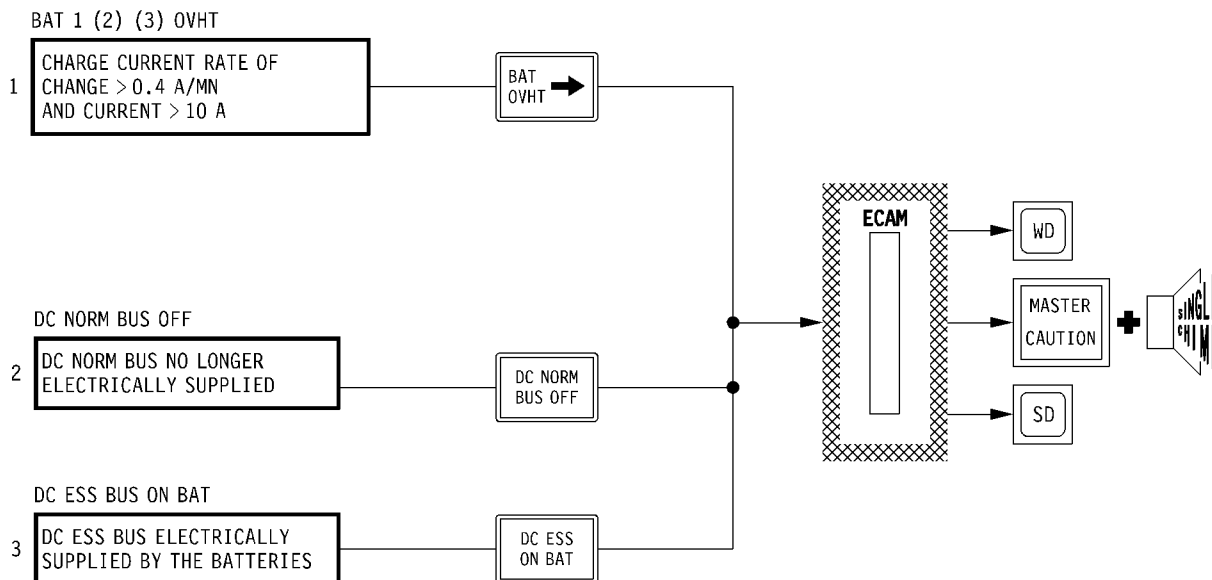 BAT 1 (2) (3) OVHT
1
CHARGE CURRENT RATE OF
CHANGE > 0.4 A/MN
AND CURRENT > 10 A
BAT
OVHT
DC NORM BUS OFF
2
DC NORM BUS NO LONGER
ELECTRICALLY SUPPLIED
DC NORM
BUS OFF
DC ESS BUS ON BAT
3
DC ESS BUS ELECTRICALLY
SUPPLIED BY THE BATTERIES
DC ESS
ON BAT
ECAM
WD
MASTER
CAUTION
SINGL
CHIM
SD